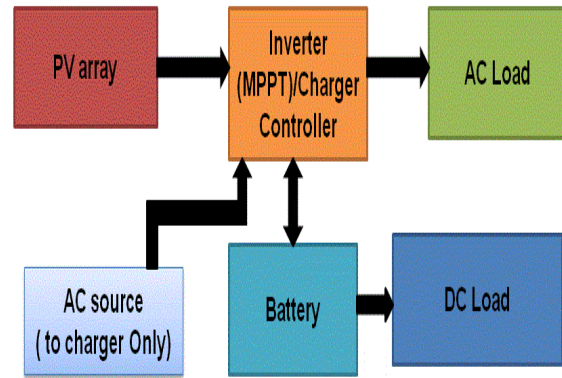 PV array
Inverter
(MPPT)/Charger
Controller
AC Load
AC source
( to charger Only)
Battery
DC Load